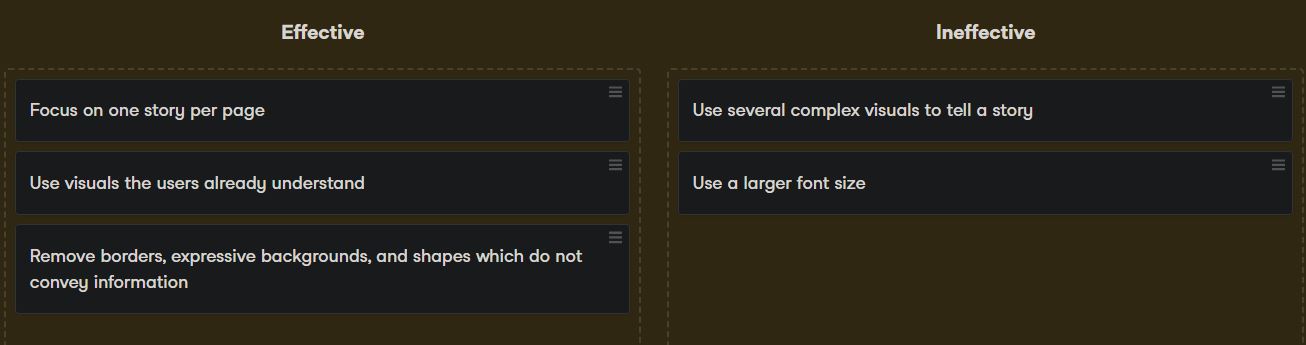 Effective
Focus on one story per page
Use visuals the users already understand
Remove borders, expressive backgrounds, and shapes which do not
convey information
Ineffective
Use several complex visuals to tell a story
Use a larger font size